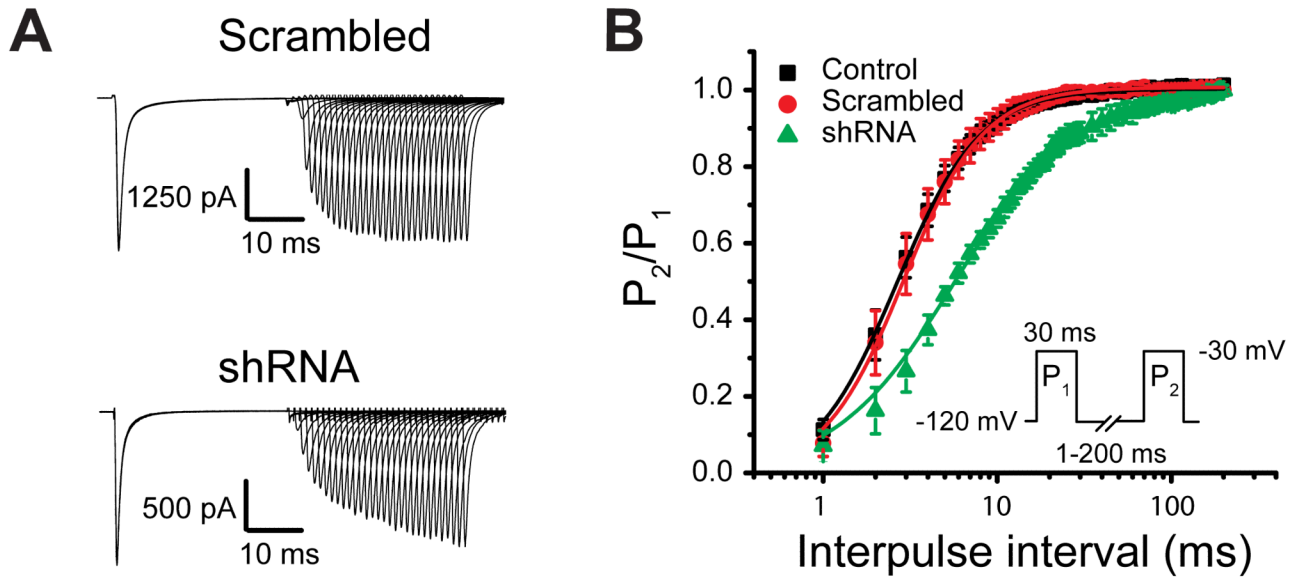 A
Scrambled
1250 pA
10 ms
shRNA
500 pA
10 ms
B
Control
Scrambled
shRNA
P2/P1
1.0
0.8
0.6
0.4
0.2
0.0
30 ms
-30 mV
P1
P2
-120 mV
1-200 ms
1
10
100
Interpulse interval (ms)